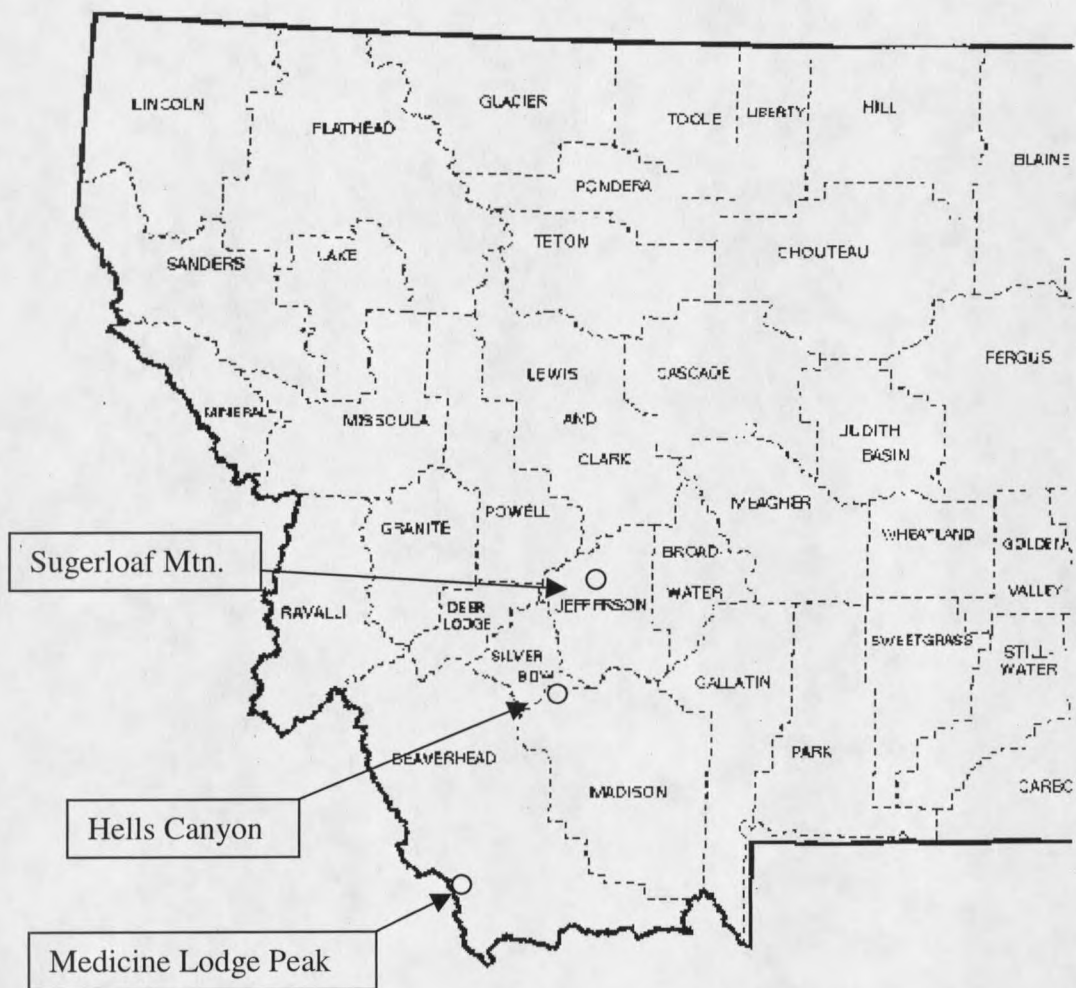 LINCOLN
FLATHEAD
GLACIER
TOOLE
LIBERTY
HILL
BLAINE
PONDERA
TETON
CHOUTEAU
SANDERS
LAKE
LEWIS
AND
CLARK
CASCADE
FERGUS
MINERAL
MISSOULA
JUDITH
BASIN
MEAGHER
POWELL
GRANITE
BROAD
WATER
WHEATLAND
GOLDEN
VALLEY
Sugerloaf Mtn.
JEFFERSON
RAVALLI
DEER
LODGE
SILVER
BOW
SWEETGRASS
STILL-
WATER
GALLATIN
PARK
BEAVERHEAD
MADISON
CARBO
Hells Canyon
Medicine Lodge Peak